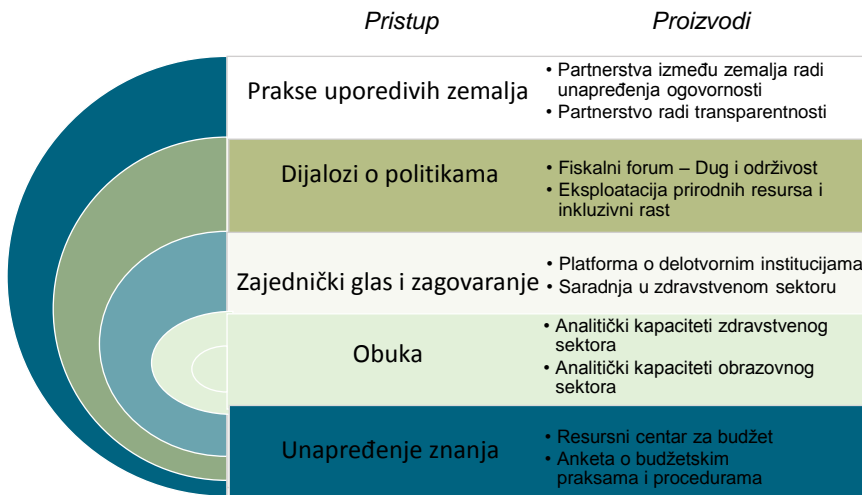 Pristup
Proizvodi
Prakse uporedivih zemalja
• Partnerstva između zemalja radi
unapređenja ogovornosti
• Partnerstvo radi transparentnosti
Dijalozi o politikama
• Fiskalni forum – Dug i održivost
• Eksploatacija prirodnih resursa i
inkluzivni rast
Zajednički glas i zagovaranje
• Platforma o delotvornim institucijama
• Saradnja u zdravstvenom sektoru
Obuka
• Analitički kapaciteti zdravstvenog
sektora
• Analitički kapaciteti obrazovnog
sektora
Unapređenje znanja
• Resursni centar za budžet
• Anketa o budžetskim
praksama i procedurama